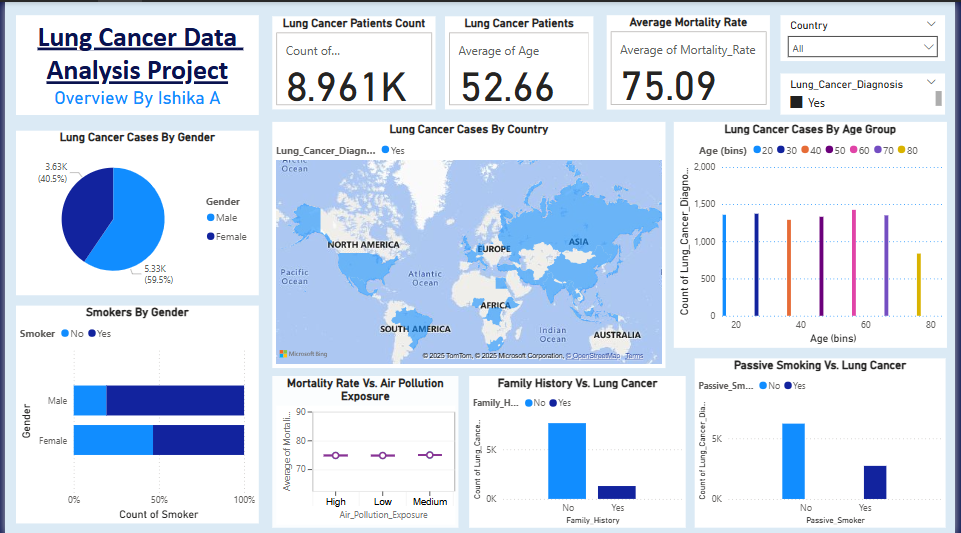 Lung Cancer Data
Analysis Project
Overview By Ishika A
Lung Cancer Patients Count
Count of...
8.961K
Lung Cancer Patients
Average of Age
52.66
Average Mortality Rate
Average of Mortality_Rate
75.09
Country
All
Lung_Cancer_Diagnosis
Yes
Lung Cancer Cases By Gender
3.63K
(40.5%)
5.33K
(59.5%)
Gender
Male
Female
Lung Cancer Cases By Country
Lung_Cancer_Diagn... Yes
Arctic
Ocean
NORTH AMERICA
EUROPE
ASIA
Pacific
Ocean
Atlantic
Ocean
AFRICA
SOUTH AMERICA
Indian
Ocean
AUSTRALIA
Microsoft Bing
© 2025 TomTom, © 2025 Microsoft Corporation, © OpenStreetMap Terms
Lung Cancer Cases By Age Group
Age (bins) 20 30 40 50 60 70 80
Count of Lung_Cancer_Diagno...
2,000
1,500
1,000
500
0
20 40 60 80
Age (bins)
Smokers By Gender
Smoker No Yes
Gender
Male
Female
0% 50% 100%
Count of Smoker
Mortality Rate Vs. Air Pollution
Exposure
Average of Mortali...
90
80
70
High Low Medium
Air_Pollution_Exposure
Family History Vs. Lung Cancer
Family_H... No Yes
Count of Lung_Cance...
5K
0K
No Yes
Family_History
Passive Smoking Vs. Lung Cancer
Passive_Sm... No Yes
Count of Lung_Cancer_Dia...
5K
0K
No Yes
Passive_Smoker